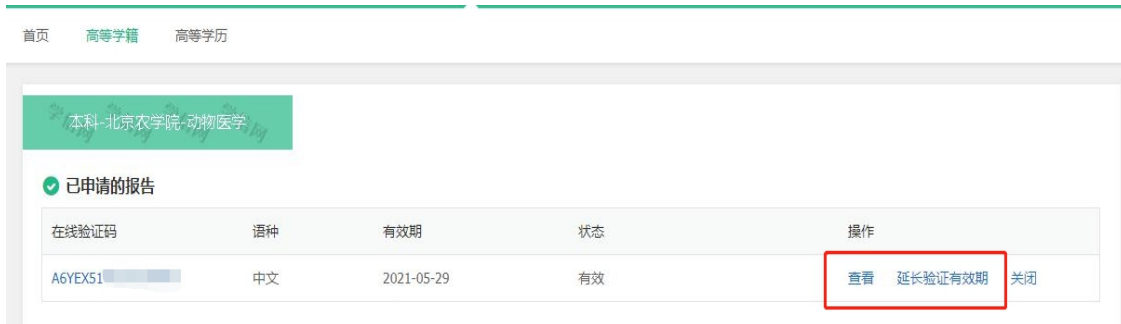 首页 高等学籍 高等学历
本科-北京农学院-动物医学
已申请的报告
在线验证码 语种 有效期 状态 操作
A6YEX51 中文 2021-05-29 有效 查看 延长验证有效期 关闭